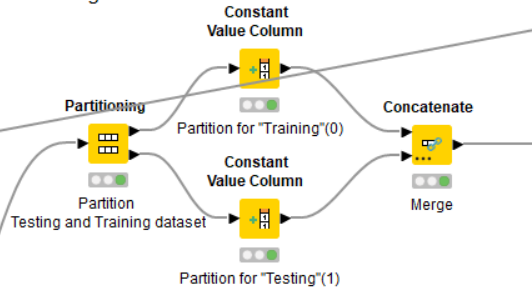 Constant
Value Column
Partition for "Training"(0)
Partitioning
Partition
Testing and Training dataset
Constant
Value Column
Partition for "Testing"(1)
Concatenate
Merge